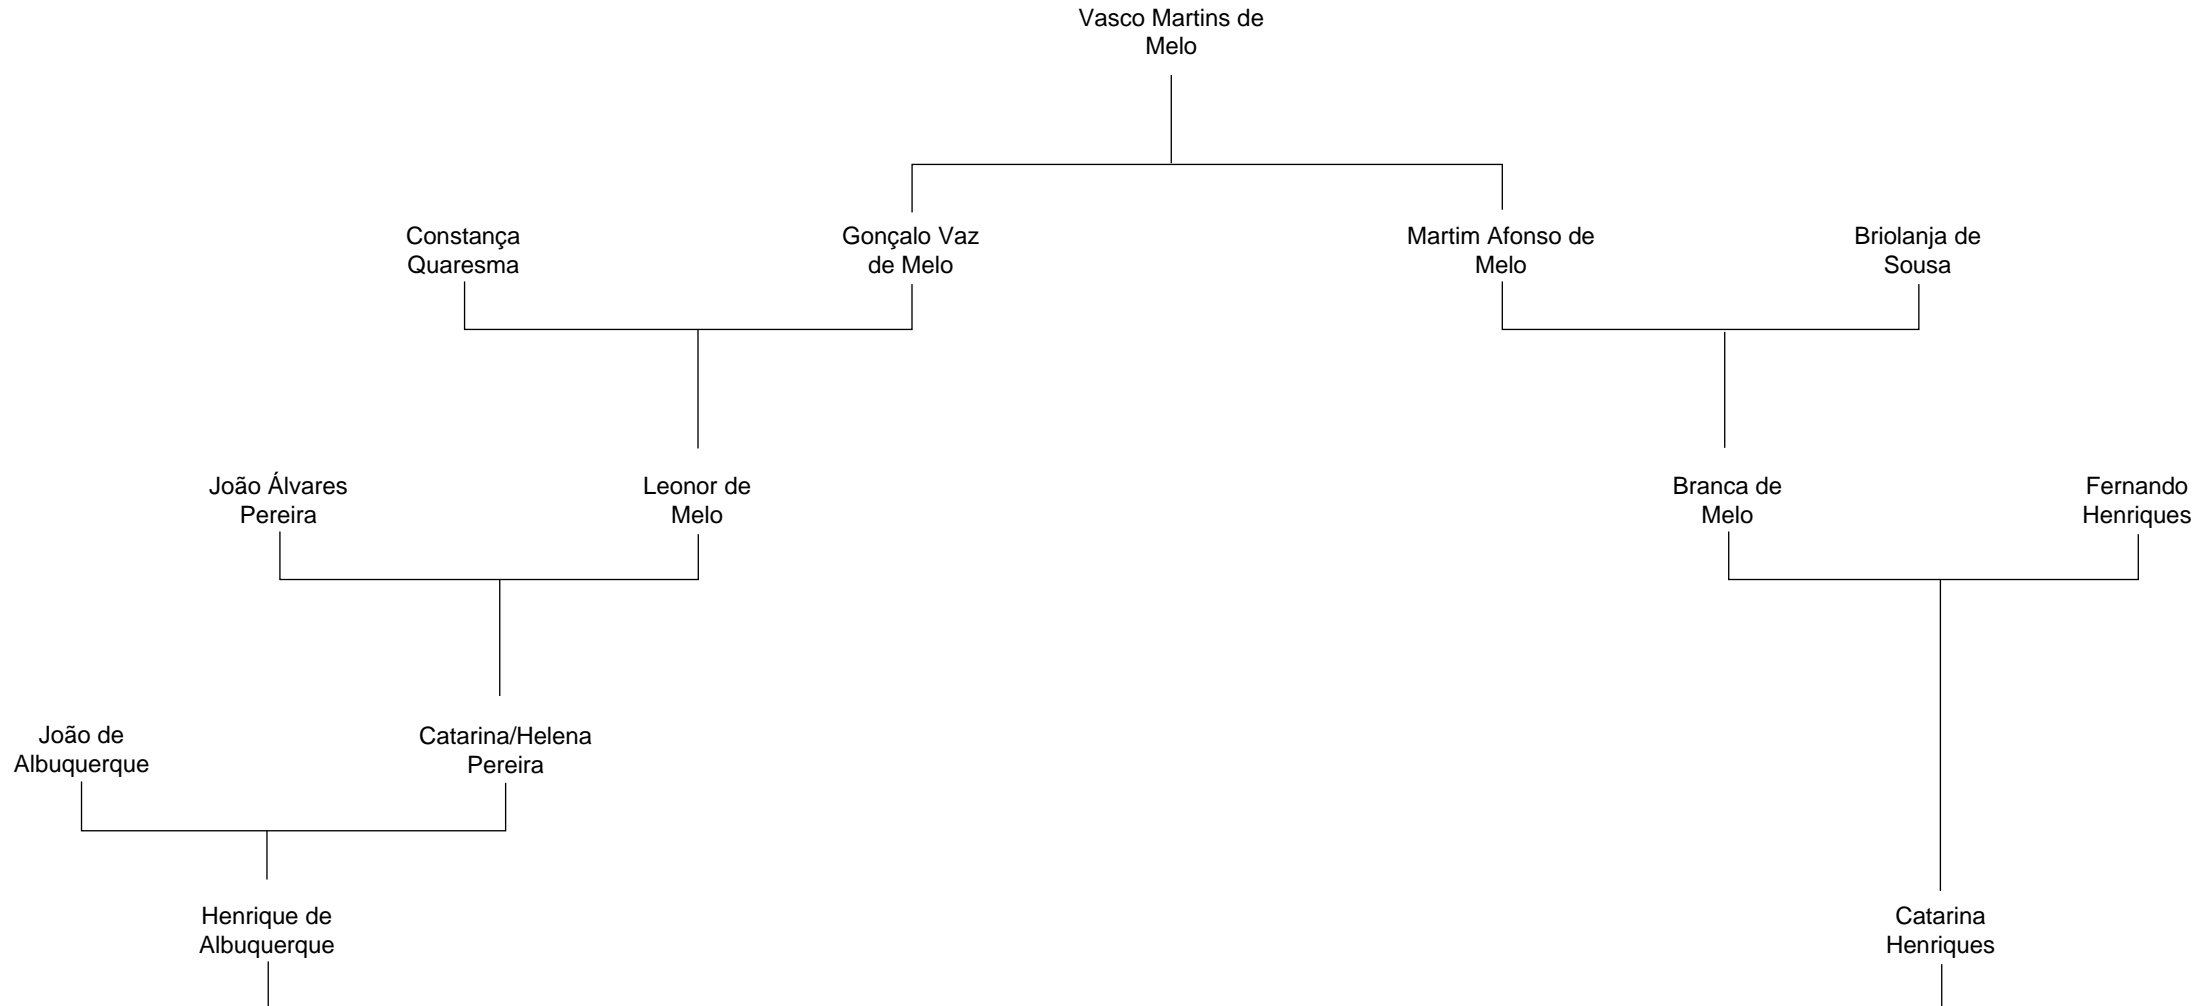 Vasco Martins de
Melo
Constança
Quaresma
Gonçalo Vaz
de Melo
Martim Afonso de
Melo
Briolanja de
Sousa
João Álvares
Pereira
Leonor de
Melo
Branca de
Melo
Fernando
Henriques
João de
Albuquerque
Catarina/Helena
Pereira
Henrique de
Albuquerque
Catarina
Henriques